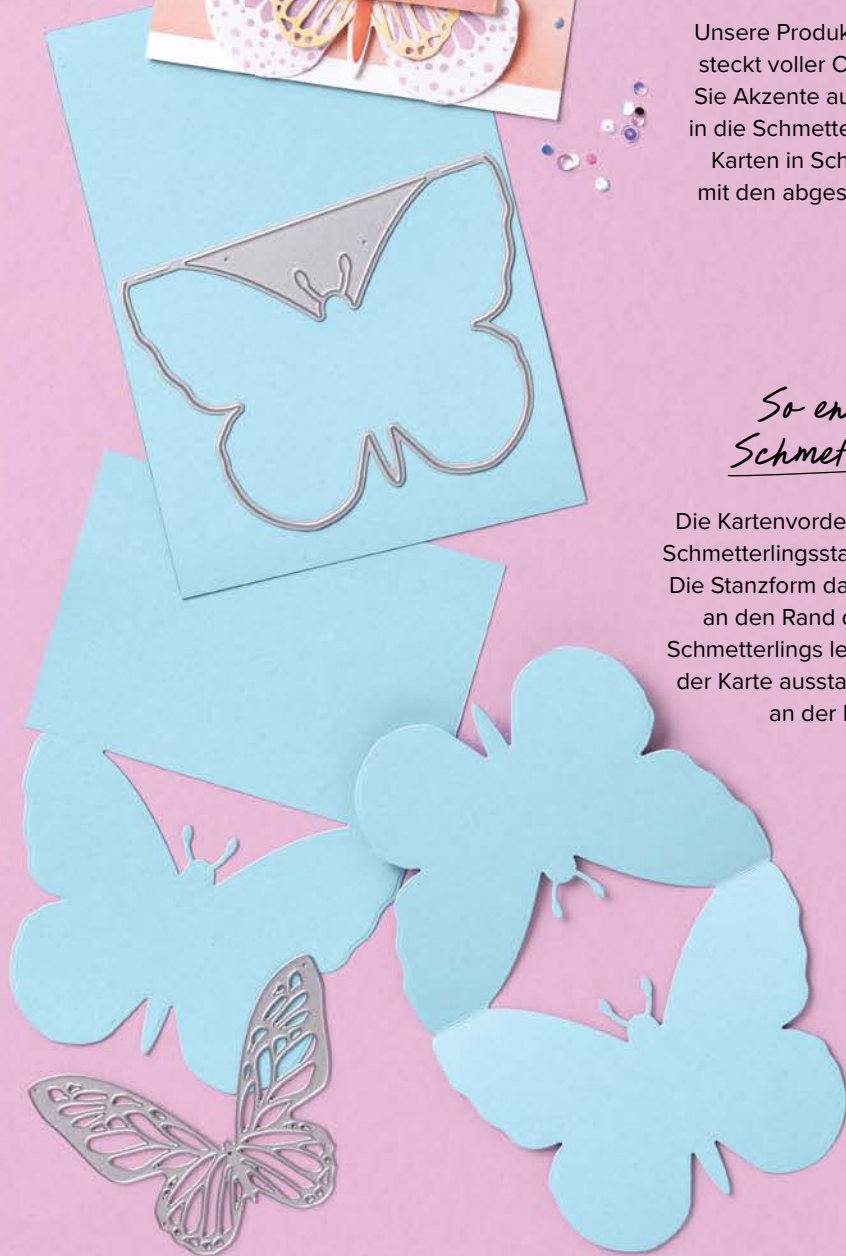 Unsere Produk
steckt voller
Sie Akzente au
in die Schmette
Karten in Sch
mit den abges
So en
Schmet
Die Kartenvorde
Schmetterlingssta
Die Stanzform da
an den Rand
Schmetterlings le
der Karte aussta
an der